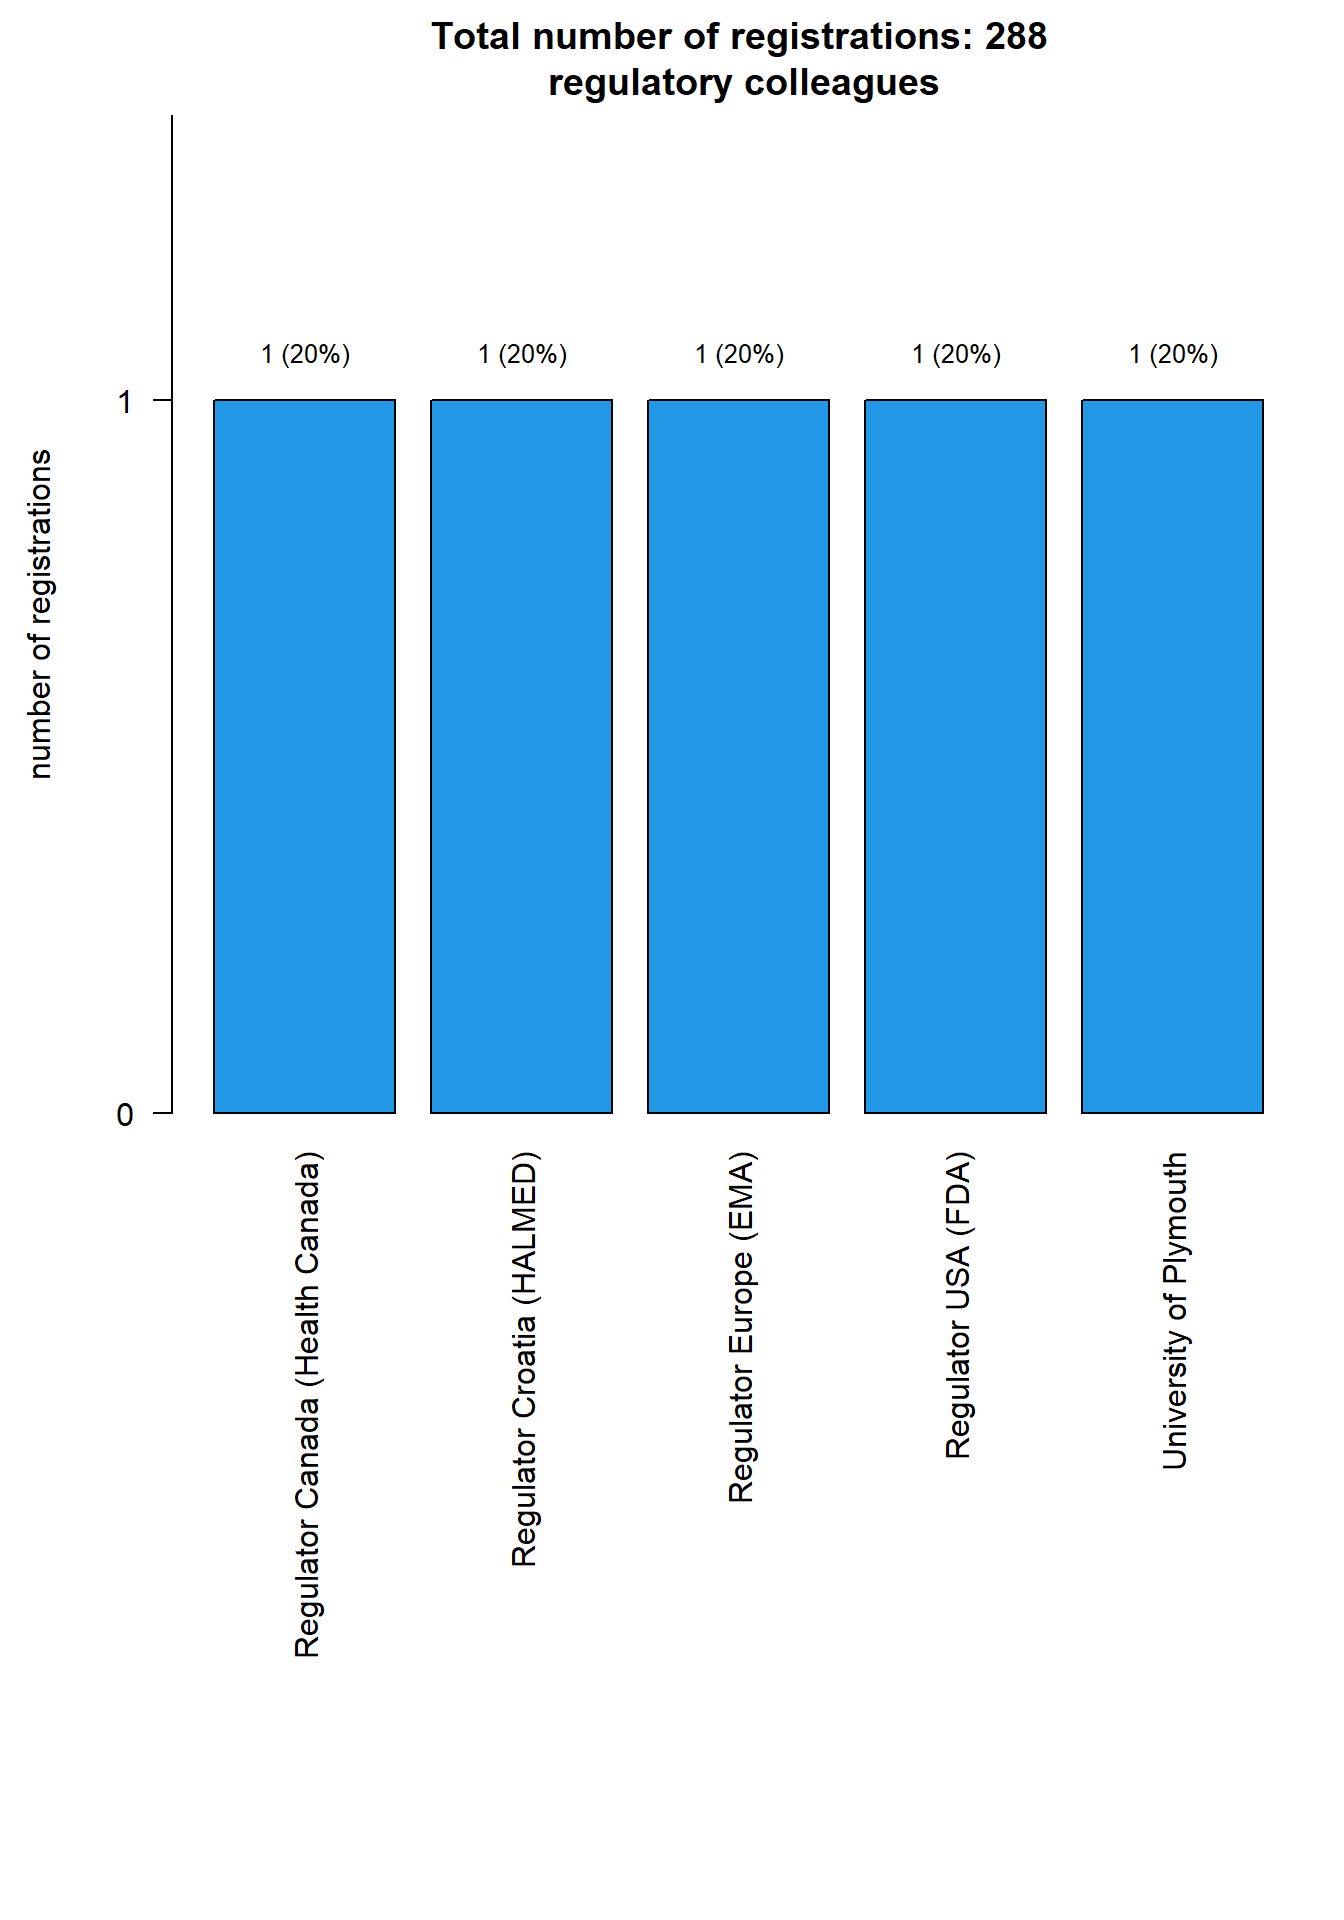 Total number of registrations: 288
regulatory colleagues
number of registrations
1
0
1 (20%)
1 (20%)
1 (20%)
1 (20%)
1 (20%)
Regulator Canada (Health Canada)
Regulator Croatia (HALMED)
Regulator Europe (EMA)
Regulator USA (FDA)
University of Plymouth